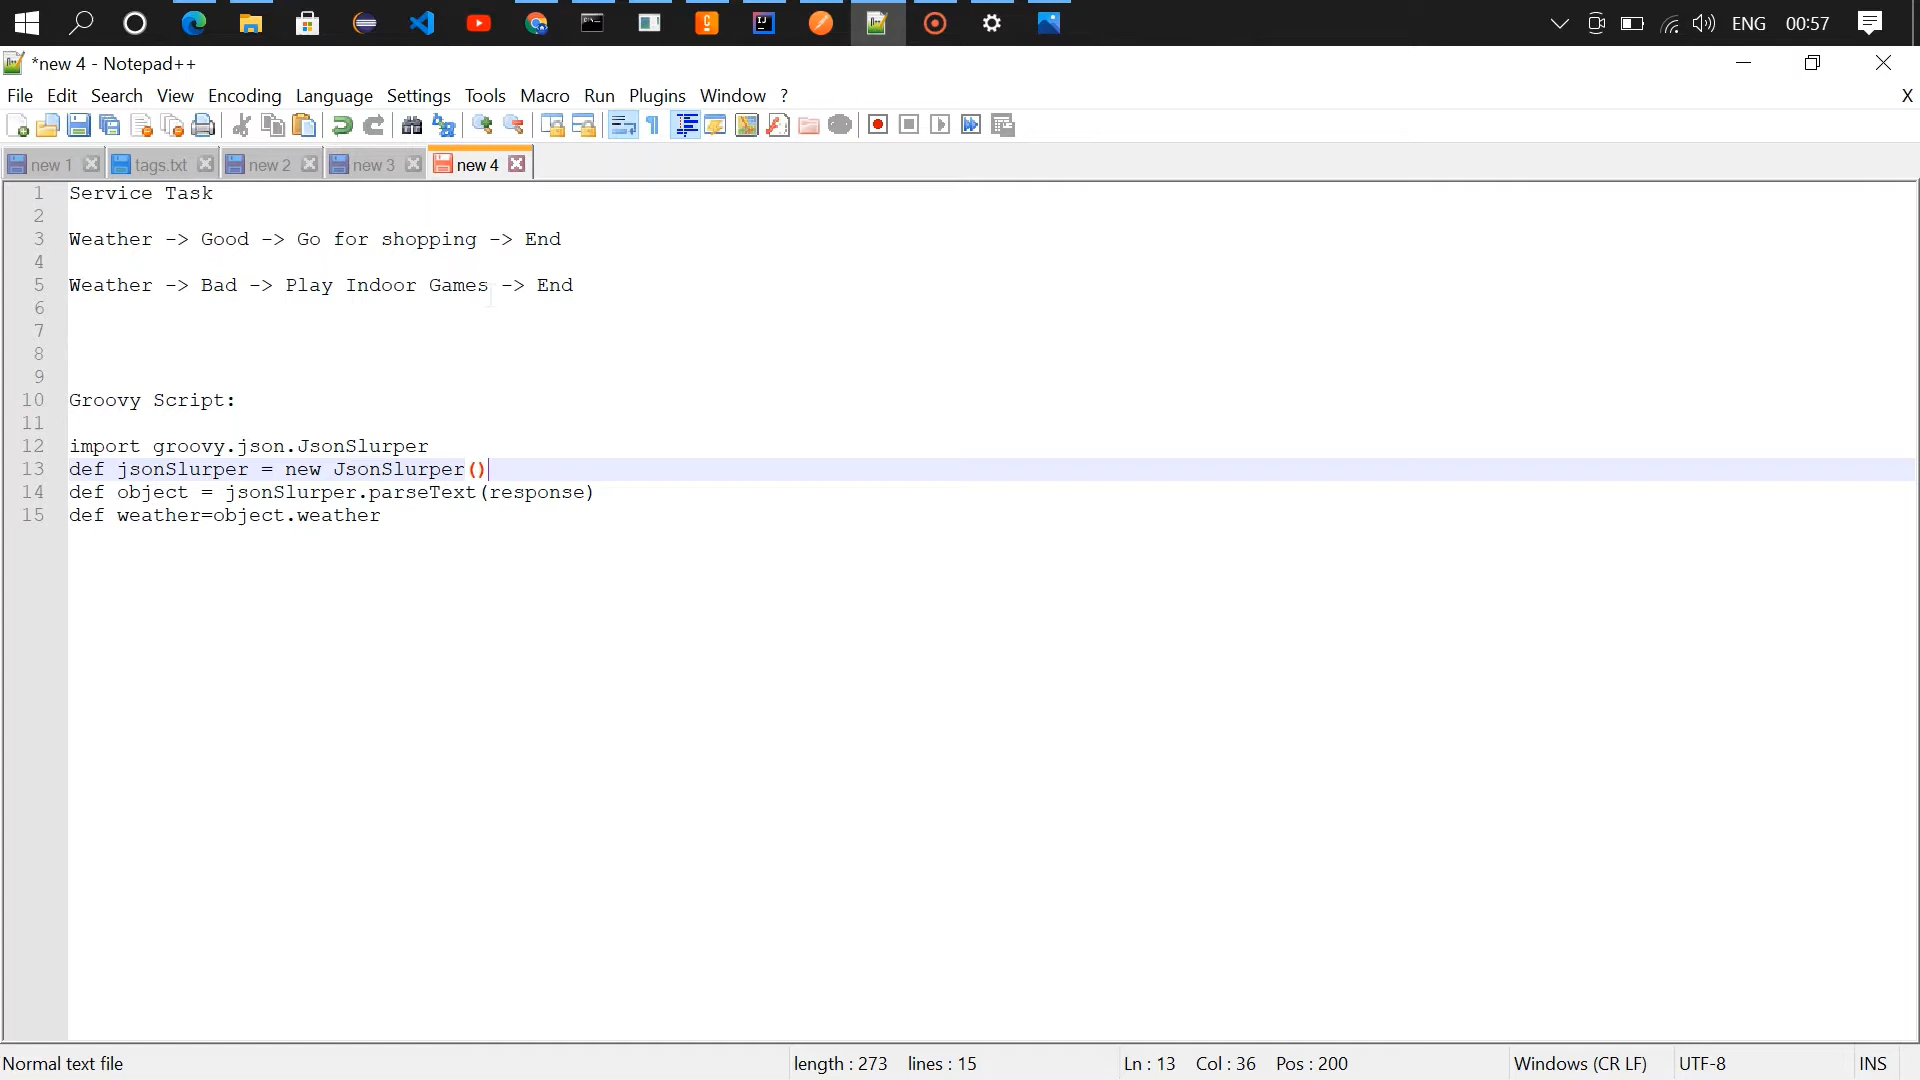 ENG 00:57
*new 4 - Notepad++
File Edit Search View Encoding Language Settings Tools Macro Run Plugins Window ? X
new 1 tags.txt new 2 new 3 new 4
1 Service Task
2
3 Weather -> Good -> Go for shopping -> End
4
5 Weather -> Bad -> Play Indoor Games -> End
6
7
8
9
10 Groovy Script:
11
12 import groovy.json.JsonSlurper
13 def jsonSlurper = new JsonSlurper()
14 def object = jsonSlurper.parseText(response)
15 def weather=object.weather
Normal text file length : 273 lines : 15 Ln : 13 Col : 36 Pos : 200 Windows (CR LF) UTF-8 INS